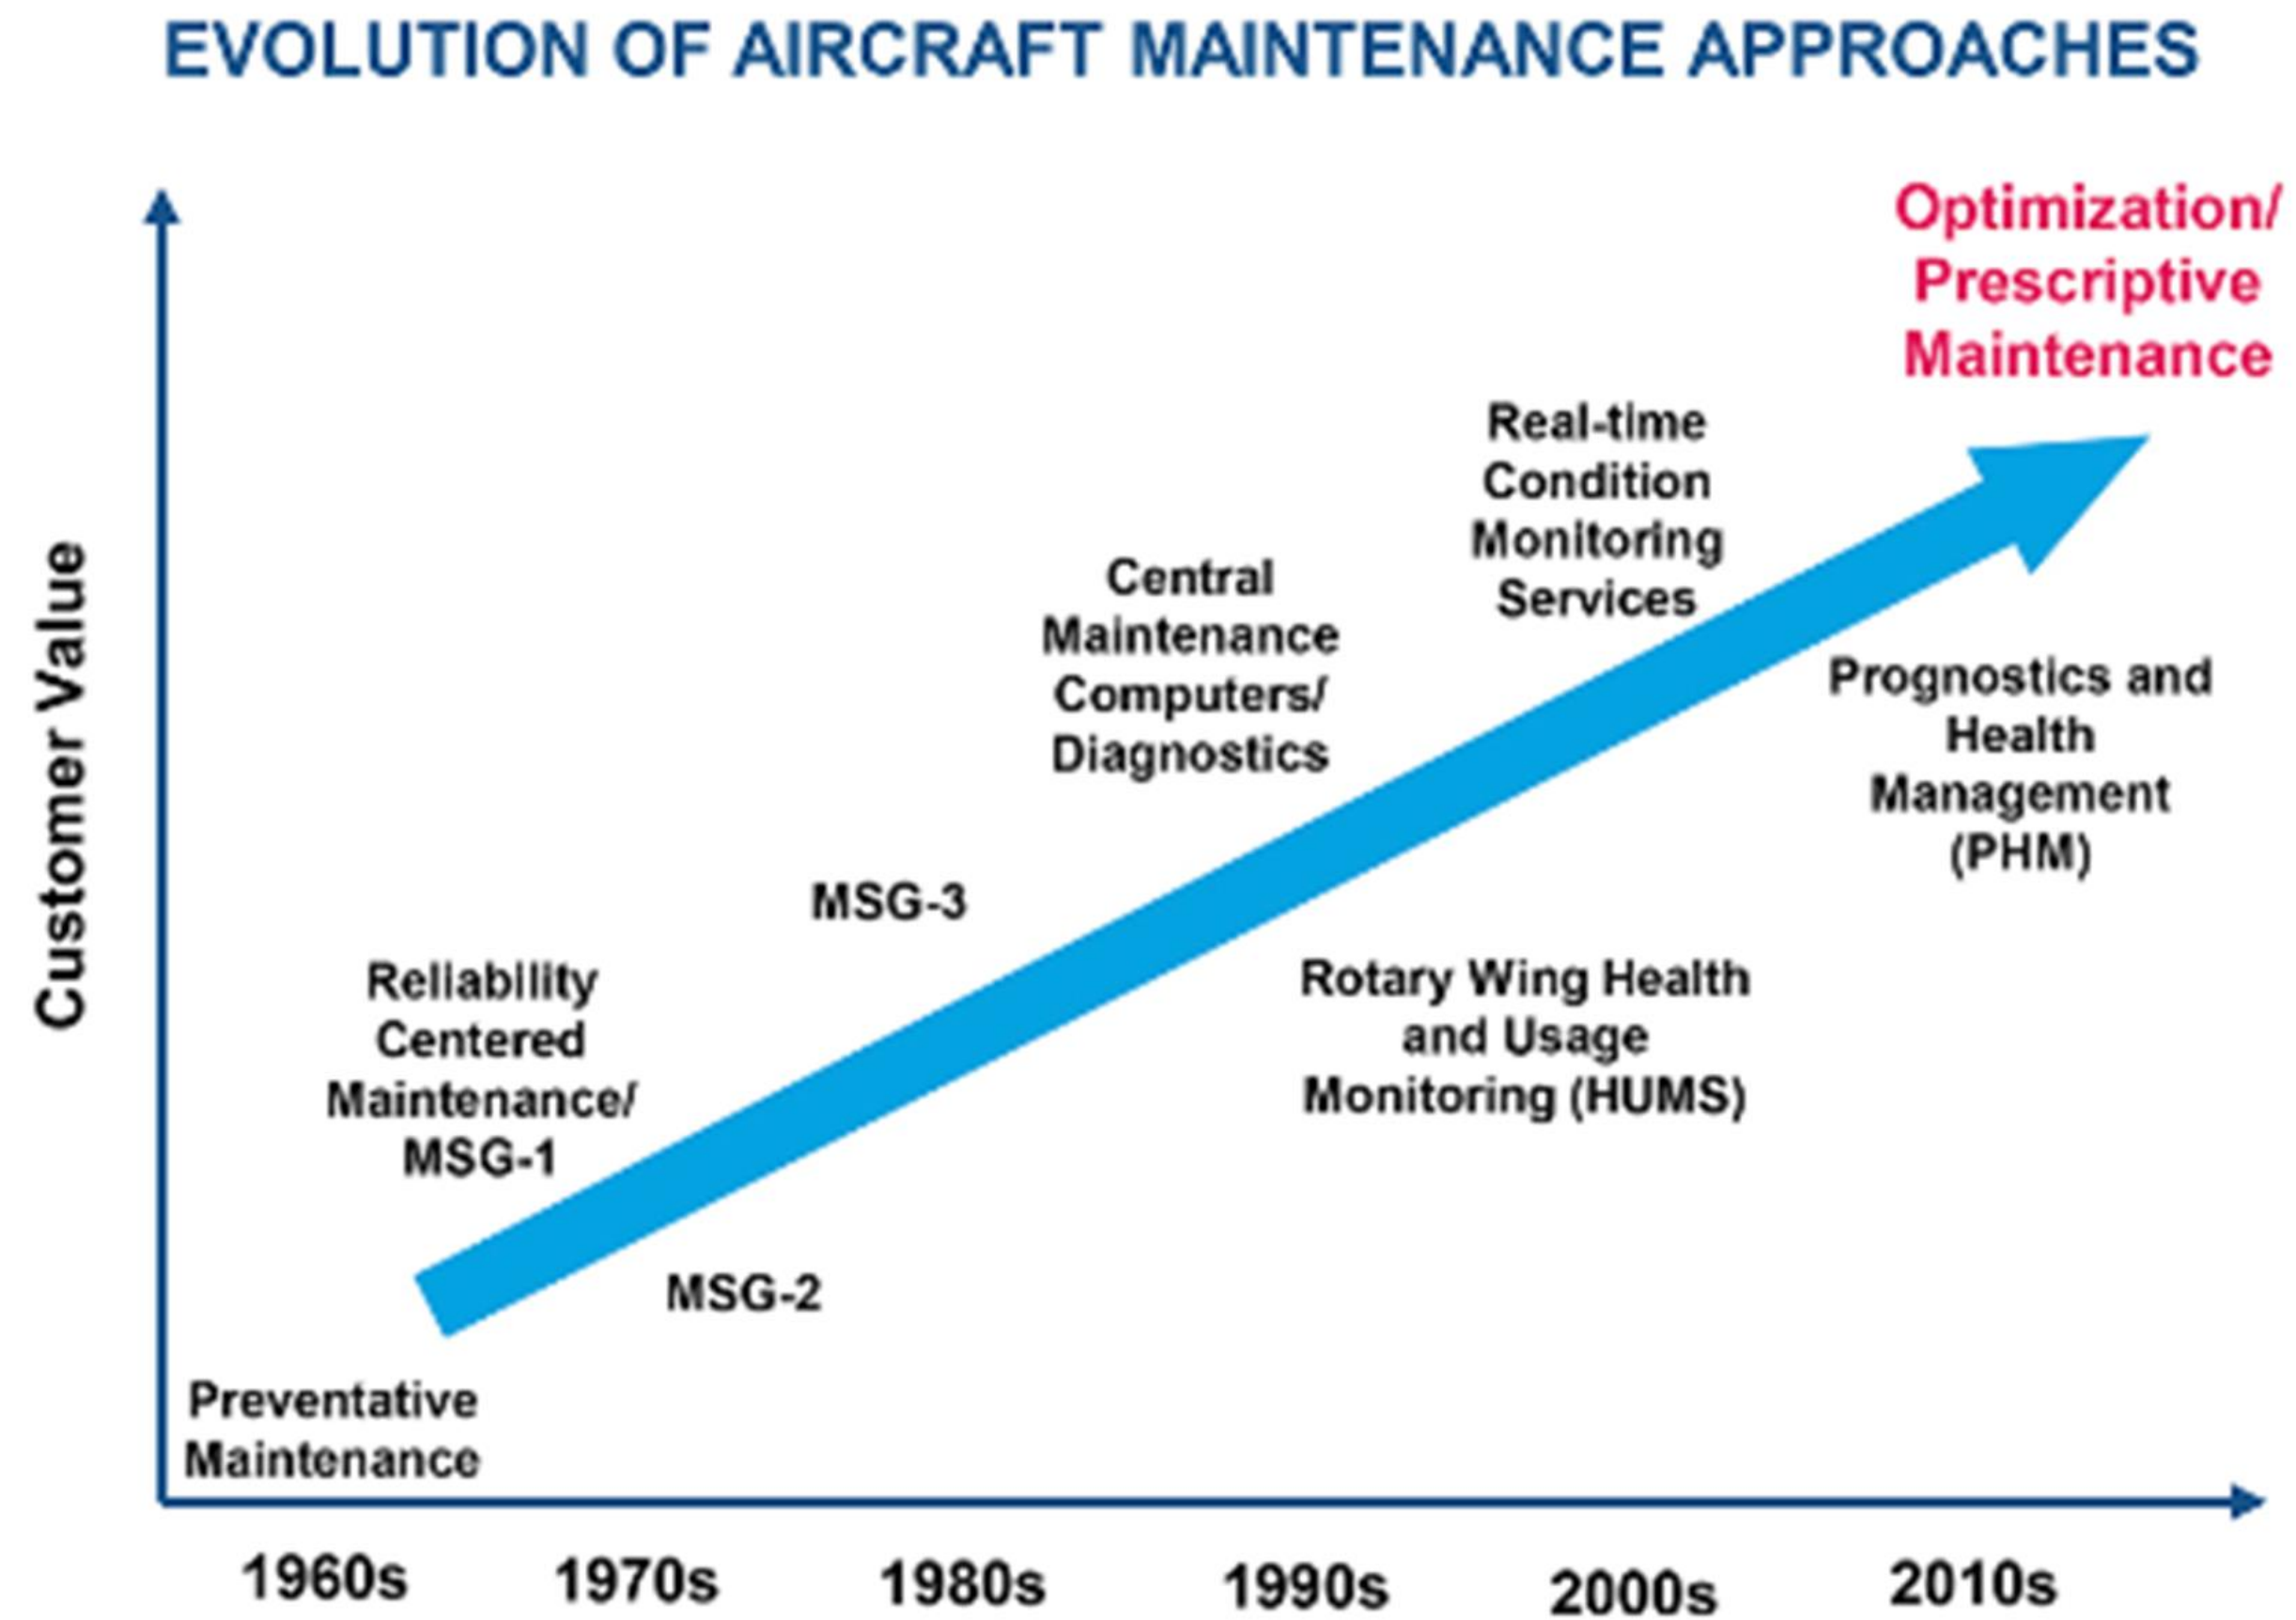 EVOLUTION OF AIRCRAFT MAINTENANCE APPROACHES
Customer Value
Optimization/
Prescriptive
Maintenance
Real-time
Condition
Monitoring
Services
Central
Maintenance
Computers/
Diagnostics
Prognostics and
Health
Management
(PHM)
MSG-3
Reliability
Centered
Maintenance/
MSG-1
Rotary Wing Health
and Usage
Monitoring (HUMS)
MSG-2
Preventative
Maintenance
1960s 1970s 1980s 1990s 2000s 2010s